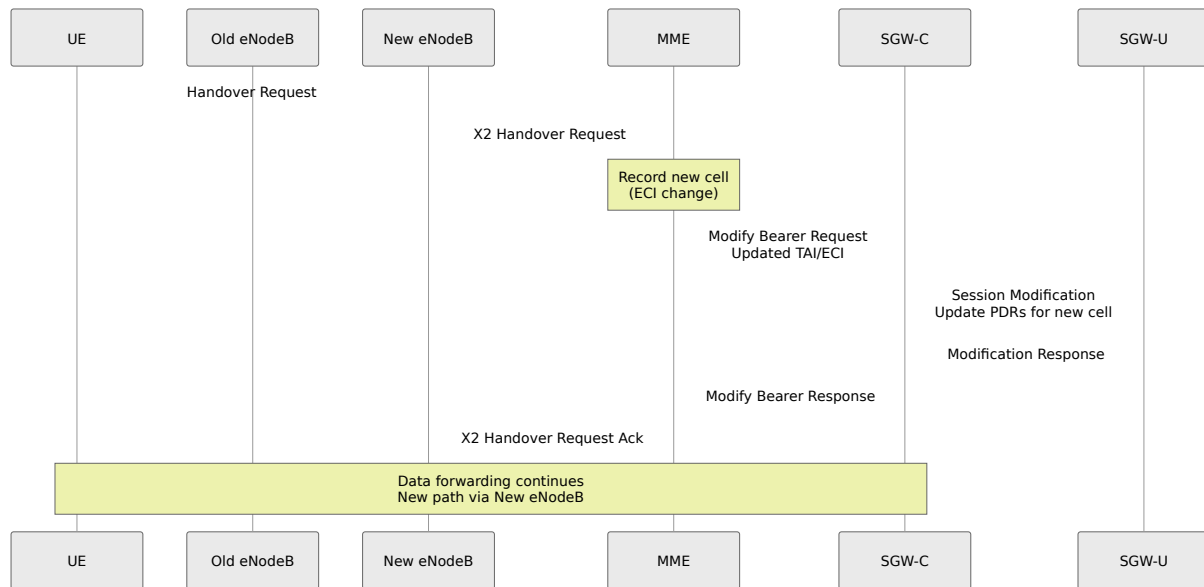 UE
Old eNodeB
New eNodeB
MME
SGW-C
SGW-U
Handover Request
X2 Handover Request
Record new cell
(ECI change)
Modify Bearer Request
Updated TAI/ECI
Session Modification
Update PDRs for new cell
Modification Response
Modify Bearer Response
X2 Handover Request Ack
Data forwarding continues
New path via New eNodeB
UE
Old eNodeB
New eNodeB
MME
SGW-C
SGW-U